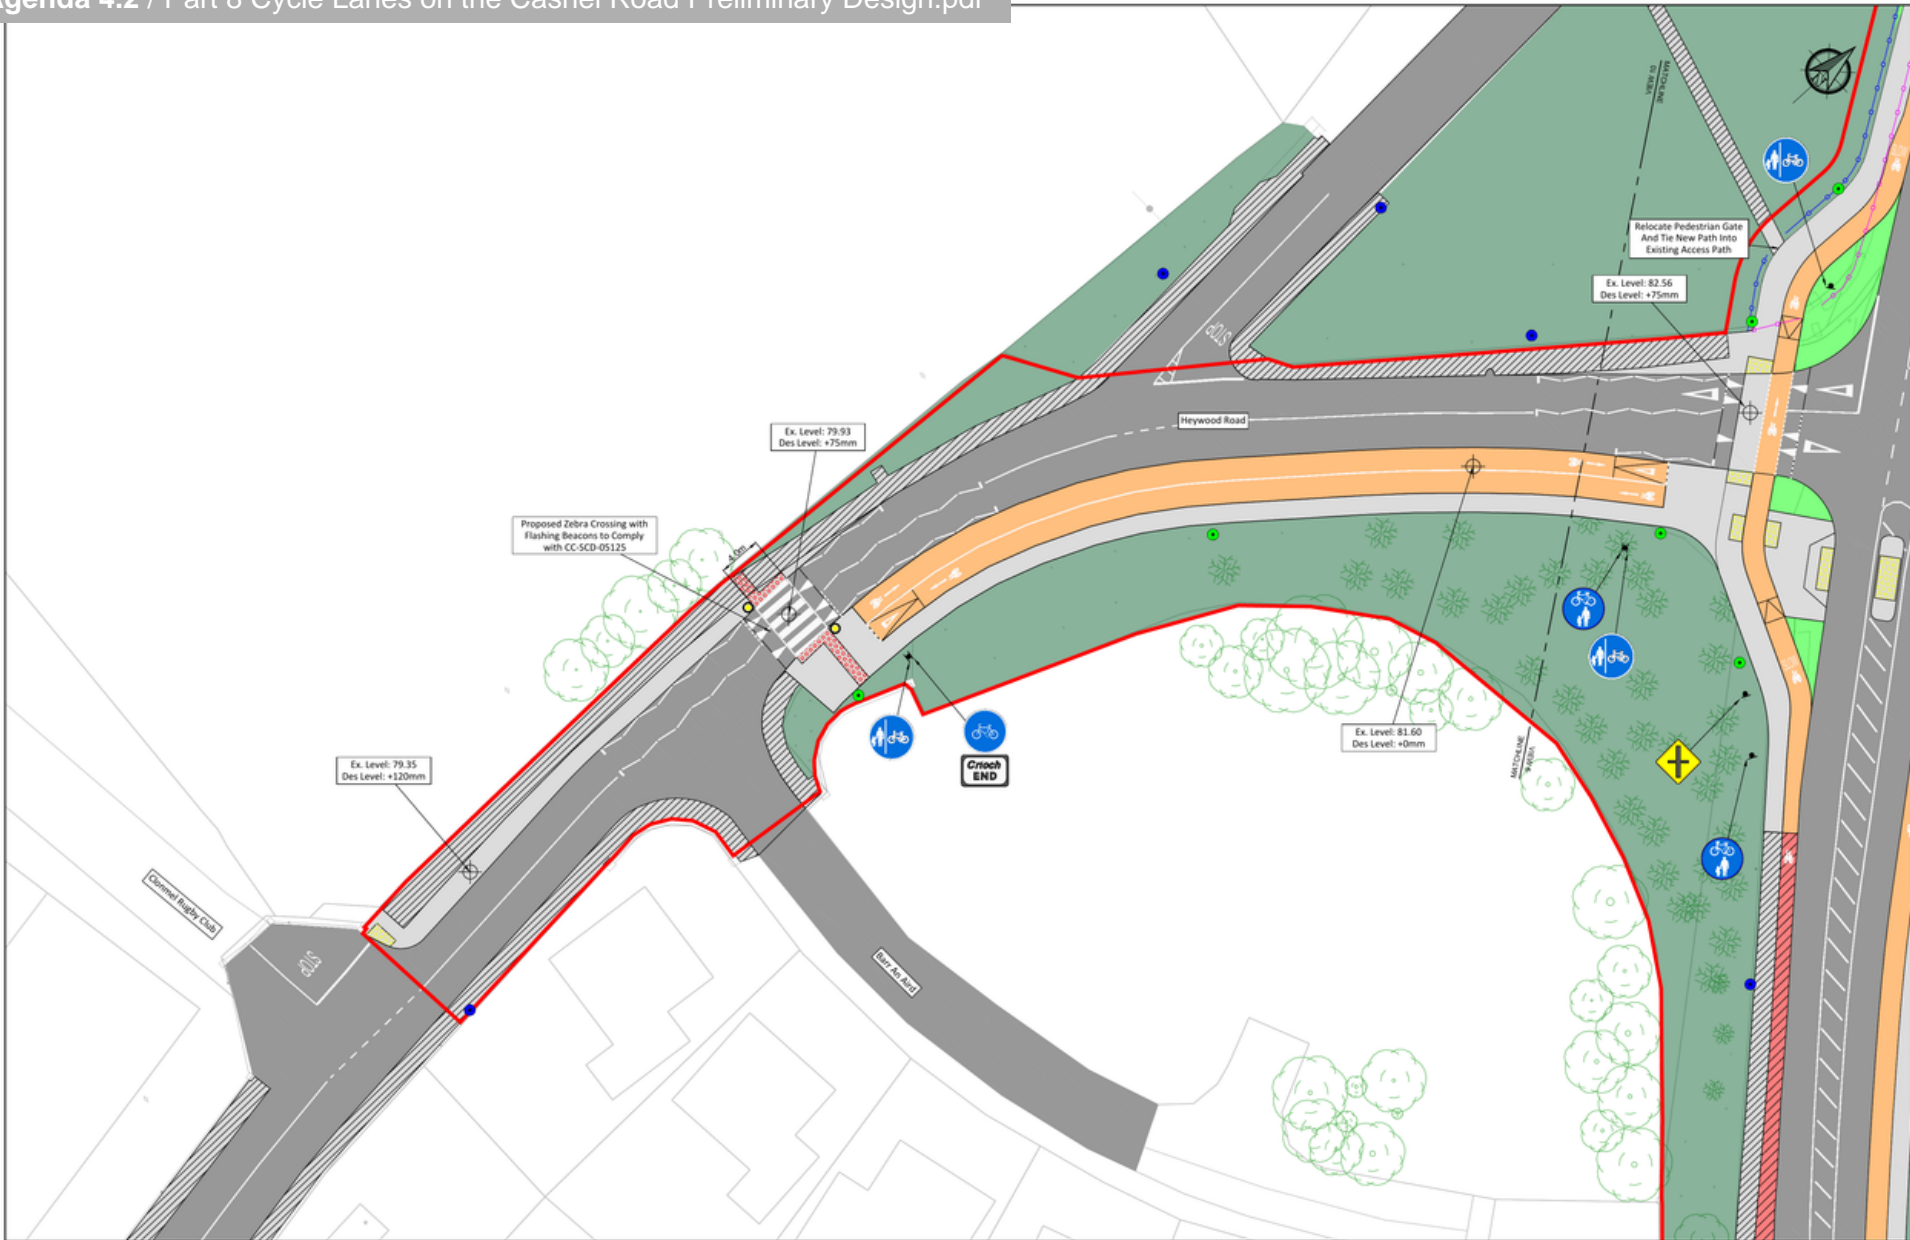 Agenda 4.2 / Part 8 Cycle Lanes on the Cashel Road Preliminary Design.pdf
MATCHLINE
Relocate Pedestrian Gate
And Tie New Path Into
Existing Access Path
Ex. Level: 82.56
Des Level: +75mm
STOP
Heywood Road
Ex. Level: 79.93
Des Level: +75mm
Proposed Zebra Crossing with
Flashing Beacons to Comply
with CC-SCD-05125
4.0m
Ex. Level: 81.60
Des Level: +0mm
MATCHLINE
Críoch
END
Ex. Level: 79.35
Des Level: +120mm
Clonmel Rugby Club
STOP
Barr An Aird